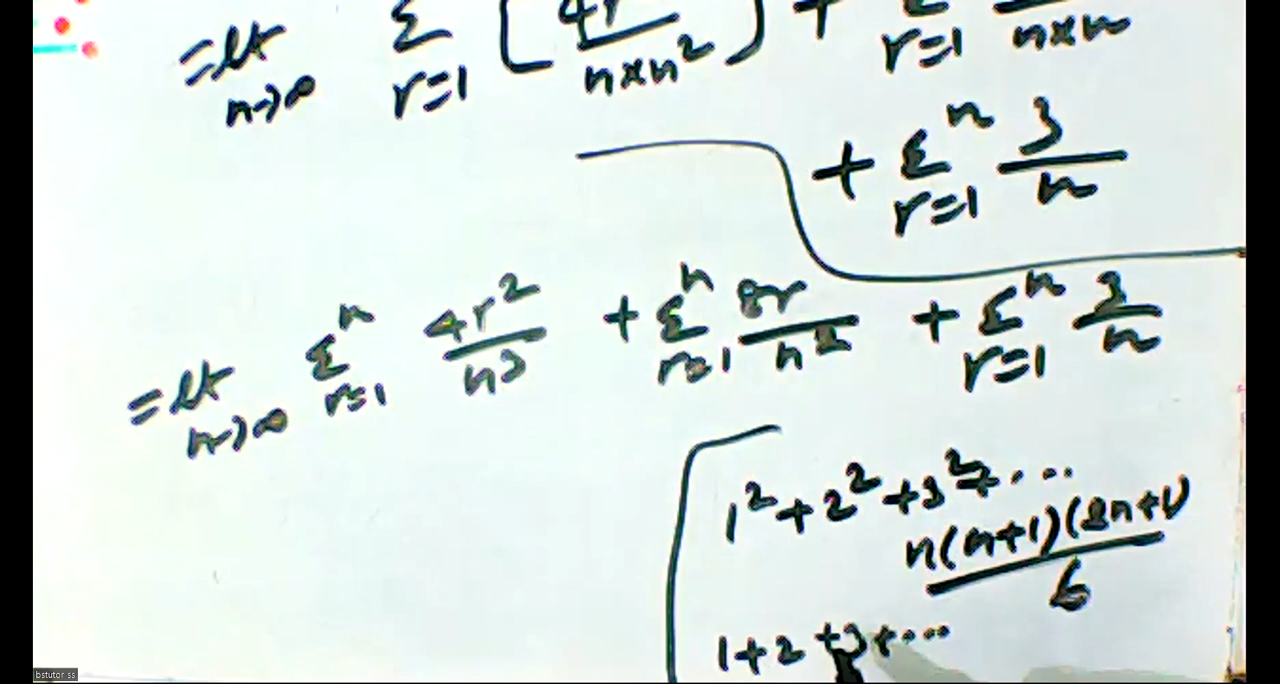 =lt n→∞ Σ r=1 [4r/n×n²] + Σ r=1 /n×n
+ Σ r=1 n 3/n
=lt n→∞ Σ r=1 n 4r²/n3 + Σ r=1 n 8r/n² + Σ r=1 n 3/n
1²+2²+3²+...
n(n+1)(2n+1)/6
1+2+3+...
bstutor ss